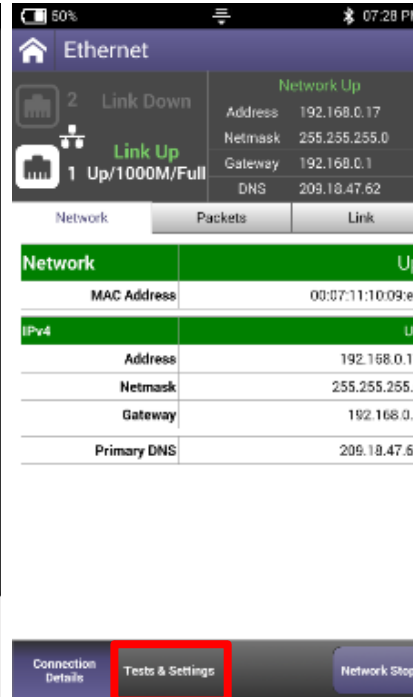 50% 07:28 P
Ethernet
2 Link Down
Link Up
1 Up/1000M/Full
Network Up
Address 192.168.0.17
Netmask 255.255.255.0
Gateway 192.168.0.1
DNS 209.18.47.62
Network Packets Link
Network U
MAC Address 00:07:11:10:09:e
IPv4 U
Address 192.168.0.1
Netmask 255.255.255.
Gateway 192.168.0.
Primary DNS 209.18.47.6
Connection
Details
Tests & Settings
Network Stop